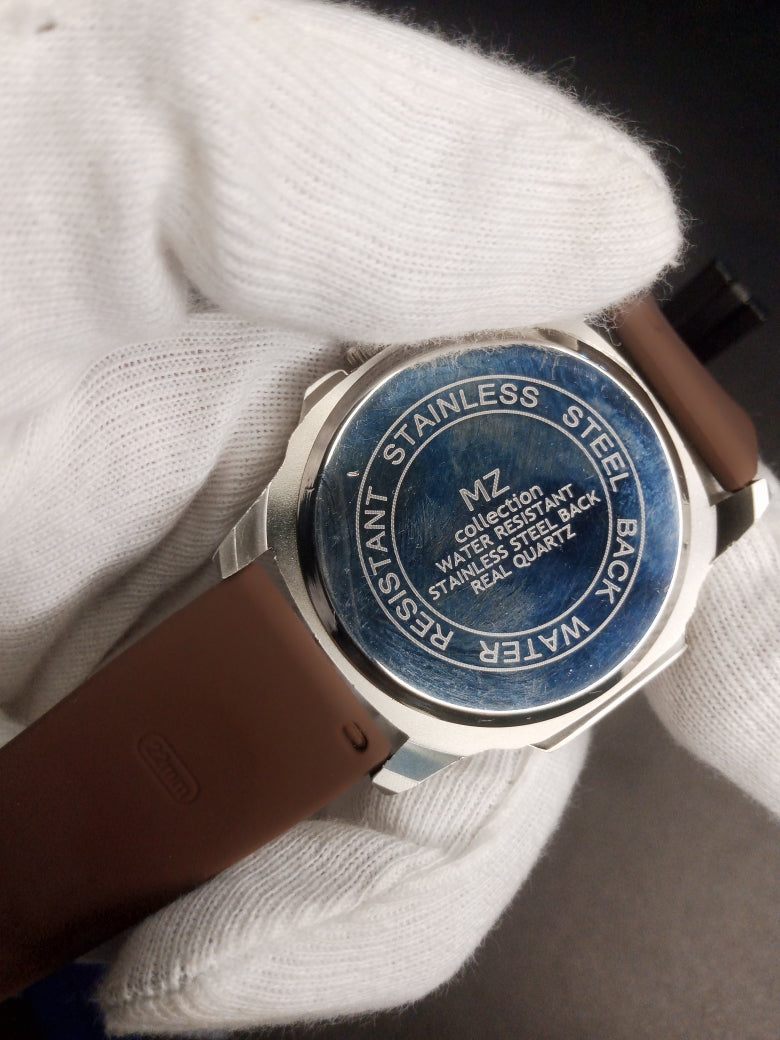 STAINLESS STEEL BACK WATER RESISTANT
MZ
collection
WATER RESISTANT
STAINLESS STEEL BACK
REAL QUARTZ